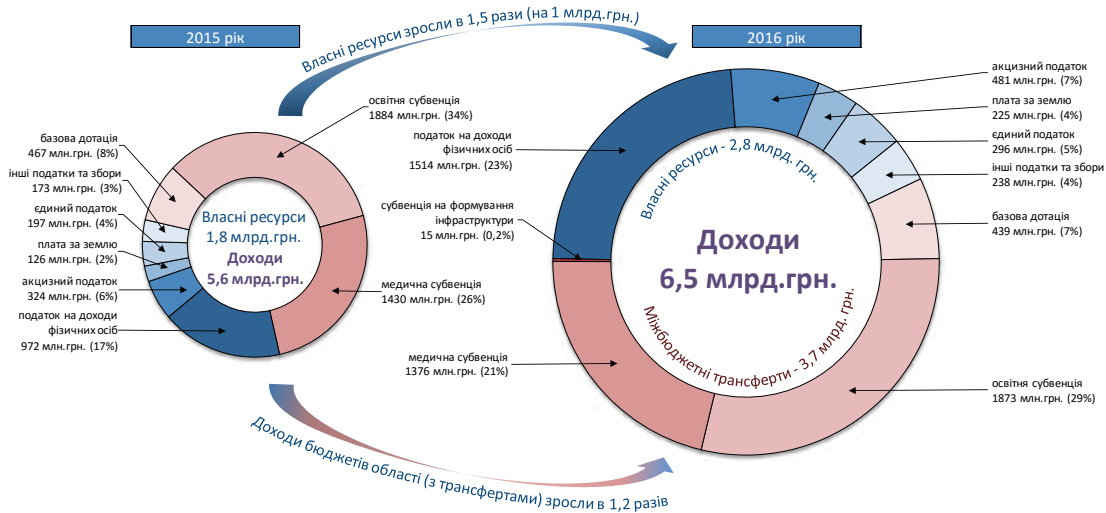 2015 рік
Власні ресурси зросли в 1,5 рази (на 1 млрд.грн.)
2016 рік
освітня субвенція
1884 млн.грн. (34%)
базова дотація
467 млн.грн. (8%)
інші податки та збори
173 млн.грн. (3%)
єдиний податок
197 млн.грн. (4%)
плата за землю
126 млн.грн. (2%)
акцизний податок
324 млн.грн. (6%)
податок на доходи
фізичних осіб
972 млн.грн. (17%)
Власні ресурси
1,8 млрд.грн.
Доходи
5,6 млрд.грн.
медична субвенція
1430 млн.грн. (26%)
податок на доходи
фізичних осіб
1514 млн.грн. (23%)
субвенція на формування
інфраструктури
15 млн.грн. (0,2%)
медична субвенція
1376 млн.грн. (21%)
Власні ресурси - 2,8 млрд. грн.
Доходи
6,5 млрд.грн.
Міжбюджетні трансферти - 3,7 млрд. грн.
акцизний податок
481 млн.грн. (7%)
плата за землю
225 млн.грн. (4%)
єдиний податок
296 млн.грн. (5%)
інші податки та збори
238 млн.грн. (4%)
базова дотація
439 млн.грн. (7%)
освітня субвенція
1873 млн.грн. (29%)
Доходи бюджетів області (з трансфертами) зросли в 1,2 разів